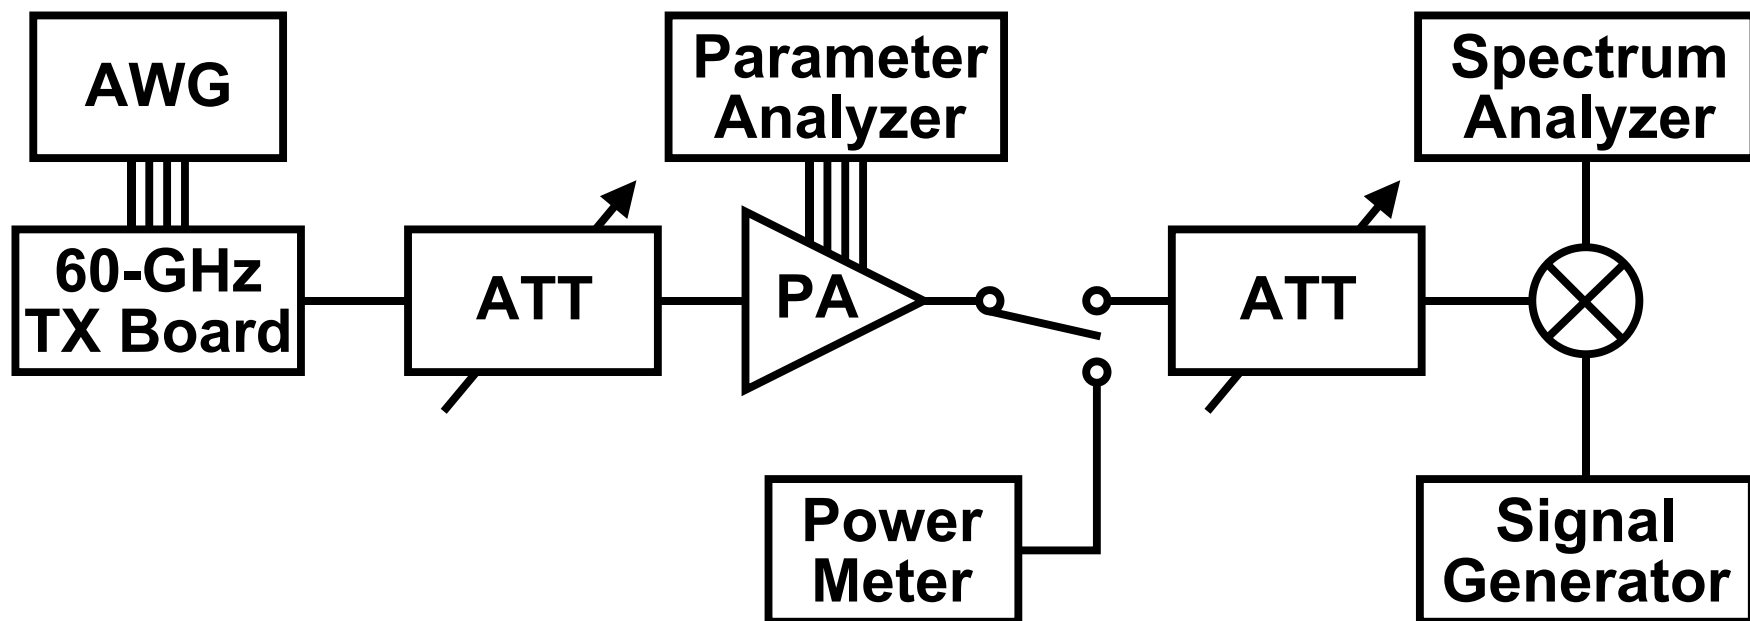 AWG
Parameter
Analyzer
Spectrum
Analyzer
60-GHz
TX Board
ATT
PA
ATT
Power
Meter
Signal
Generator